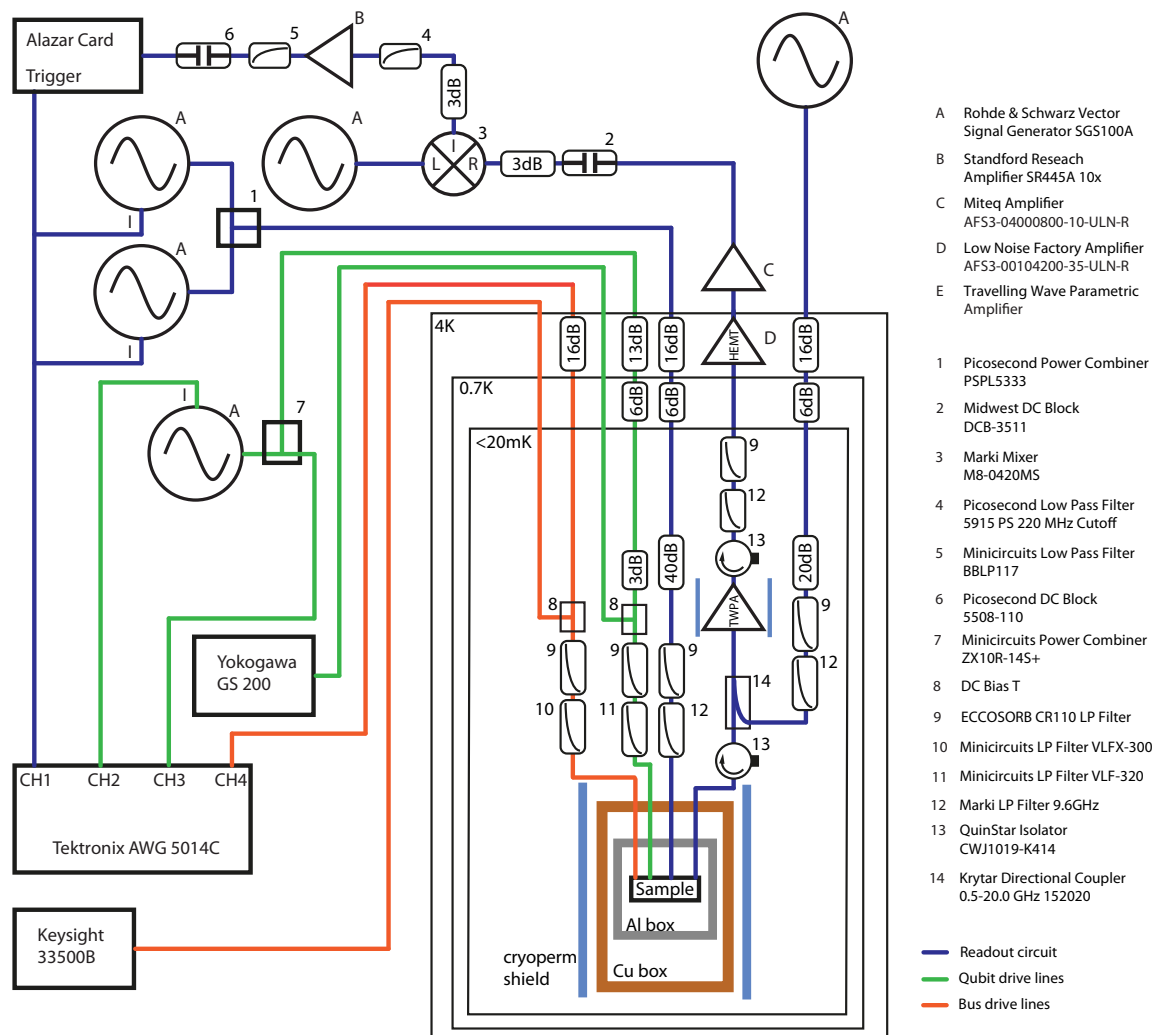 Alazar Card
Trigger
6
5
B
4
A
3dB
A
A
3
2
I
L
R
3dB
I
1
A
I
C
I
A
7
4K
16dB
13dB
16dB
HEMT
D
16dB
0.7K
6dB
6dB
6dB
<20mK
9
12
13
3dB
40dB
20dB
TWPA
8
8
9
9
9
9
12
10
11
12
14
13
Yokogawa
GS 200
CH1
CH2
CH3
CH4
Tektronix AWG 5014C
Keysight
33500B
Sample
Al box
Cu box
cryoperm
shield
A Rohde & Schwarz Vector
Signal Generator SGS100A
B Standford Reseach
Amplifier SR445A 10x
C Miteq Amplifier
AFS3-04000800-10-ULN-R
D Low Noise Factory Amplifier
AFS3-00104200-35-ULN-R
E Travelling Wave Parametric
Amplifier
1 Picosecond Power Combiner
PSPL5333
2 Midwest DC Block
DCB-3511
3 Marki Mixer
M8-0420MS
4 Picosecond Low Pass Filter
5915 PS 220 MHz Cutoff
5 Minicircuits Low Pass Filter
BBLP117
6 Picosecond DC Block
5508-110
7 Minicircuits Power Combiner
ZX10R-14S+
8 DC Bias T
9 ECCOSORB CR110 LP Filter
10 Minicircuits LP Filter VLFX-300
11 Minicircuits LP Filter VLF-320
12 Marki LP Filter 9.6GHz
13 QuinStar Isolator
CWJ1019-K414
14 Krytar Directional Coupler
0.5-20.0 GHz 152020
Readout circuit
Qubit drive lines
Bus drive lines